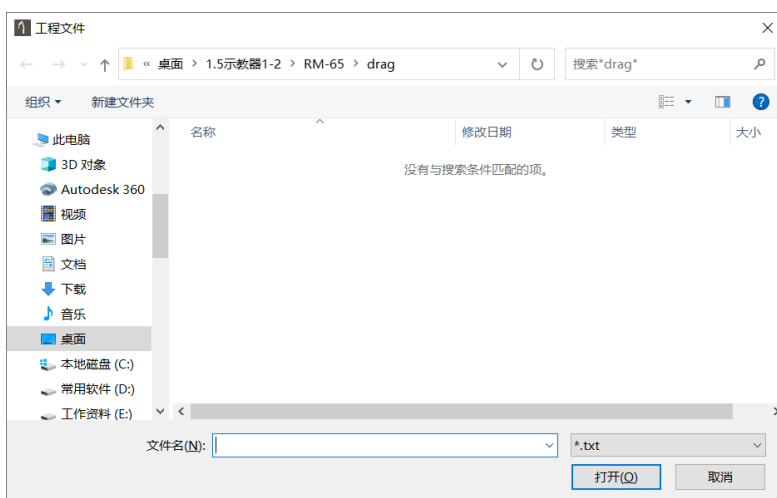 工程文件
« 桌面 > 1.5示教器1-2 > RM-65 > drag
搜索"drag"
组织 新建文件夹
名称 修改日期 类型 大小
没有与搜索条件匹配的项。
此电脑
3D 对象
Autodesk 360
视频
图片
文档
下载
音乐
桌面
本地磁盘 (C:)
常用软件 (D:)
工作资料 (E:)
文件名(N): *.txt
打开(O) 取消